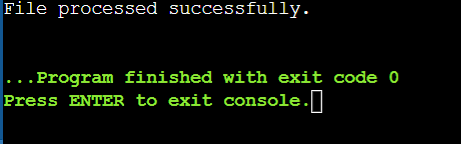 File processed successfully.
...Program finished with exit code 0
Press ENTER to exit console.